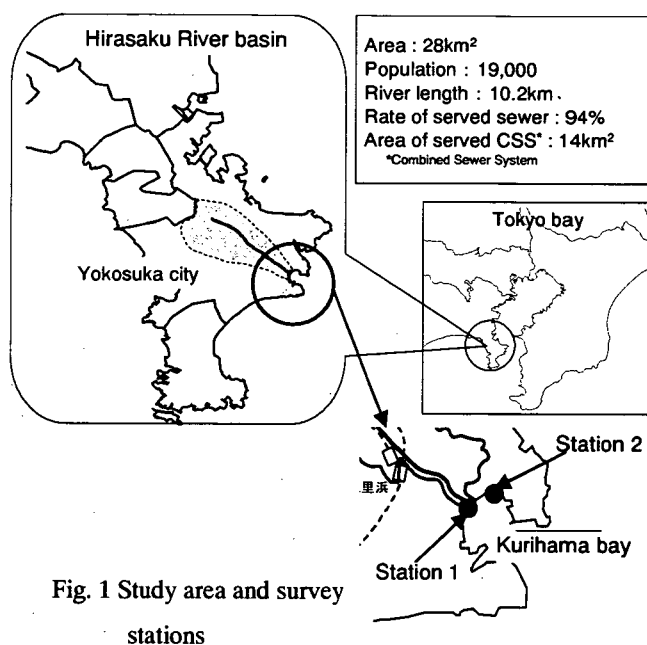 Hirasaku River basin
Area : 28km²
Population : 19,000
River length : 10.2km
Rate of served sewer : 94%
Area of served CSS* : 14km²
*Combined Sewer System
Tokyo bay
Yokosuka city
Station 2
里浜
Kurihama bay
Station 1
Fig. 1 Study area and survey
stations